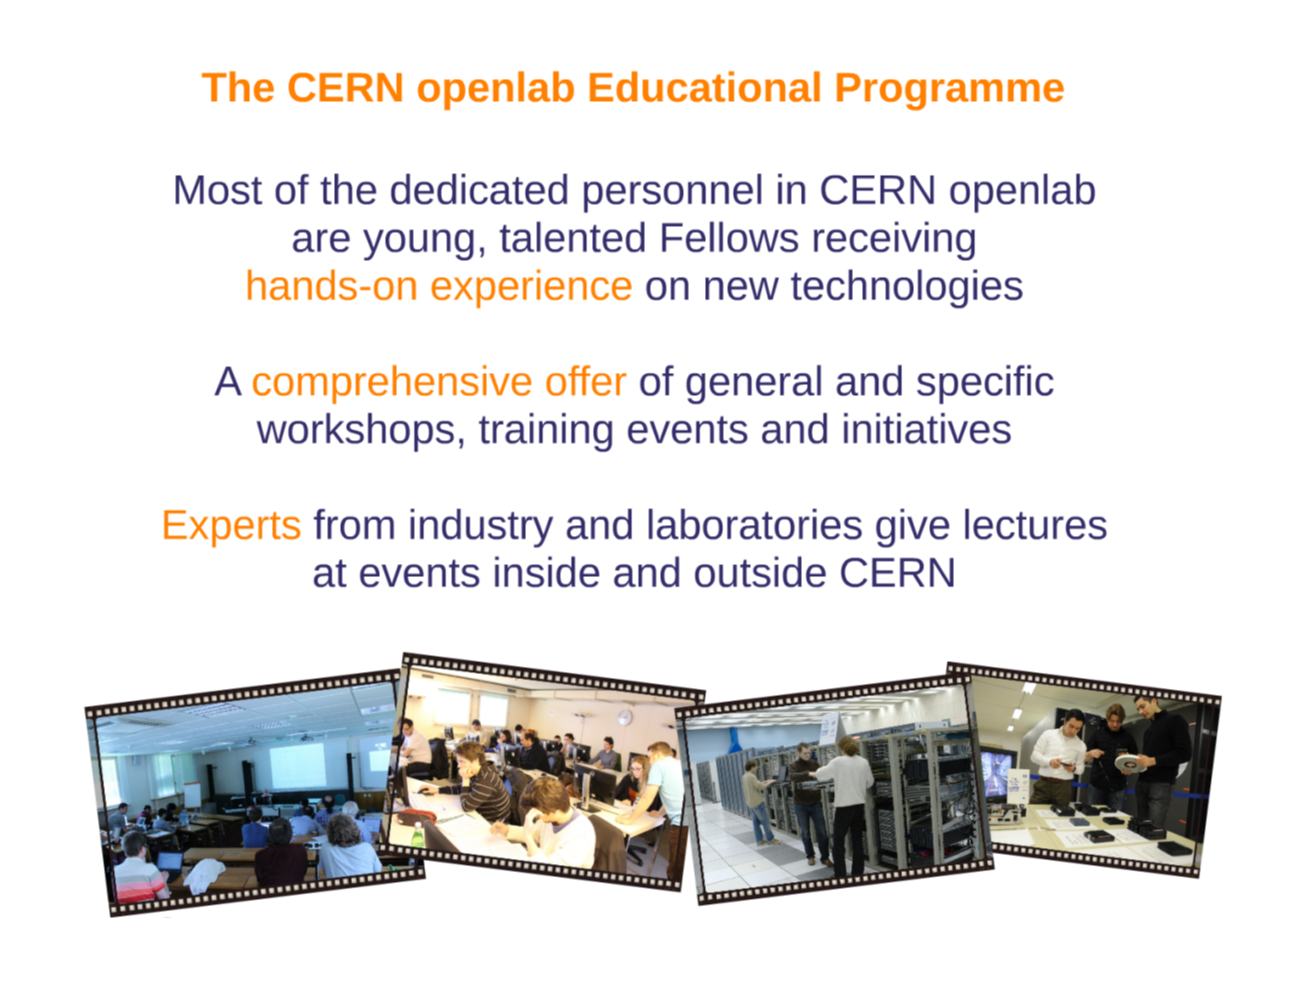 The CERN openlab Educational Programme
Most of the dedicated personnel in CERN openlab
are young, talented Fellows receiving
hands-on experience on new technologies
A comprehensive offer of general and specific
workshops, training events and initiatives
Experts from industry and laboratories give lectures
at events inside and outside CERN